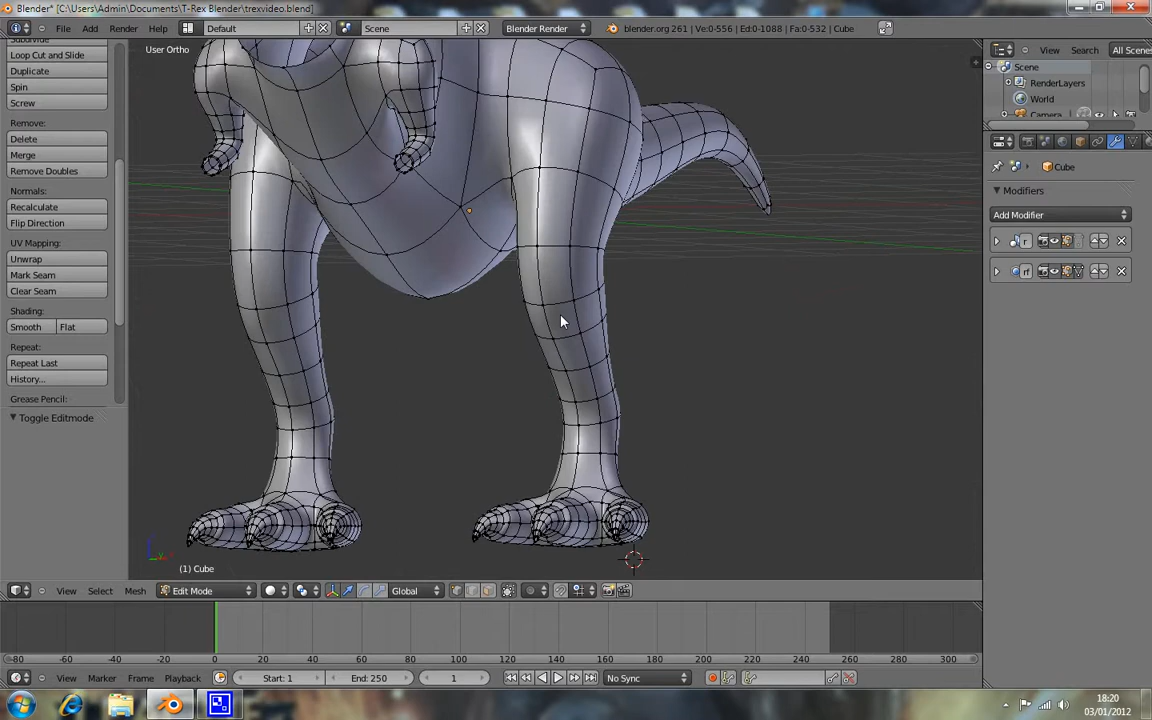 Blender* [C:\Users\Admin\Documents\T-Rex Blender\trexvideo.blend]
File Add Render Help Default Scene Blender Render blender.org 261 | Ve:0-556 | Ed:0-1088 | Fa:0-532 | Cube
Loop Cut and Slide
Duplicate
Spin
Screw
Remove:
Delete
Merge
Remove Doubles
Normals:
Recalculate
Flip Direction
UV Mapping:
Unwrap
Mark Seam
Clear Seam
Shading:
Smooth Flat
Repeat:
Repeat Last
History...
Grease Pencil:
Toggle Editmode
User Ortho
(1) Cube
View Search All Scenes
Scene
RenderLayers
World
Camera
Cube
Modifiers
Add Modifier
r
rf
View Select Mesh Edit Mode Global
-80 -60 -40 -20 0 20 40 60 80 100 120 140 160 180 200 220 240 260 280 300
View Marker Frame Playback Start: 1 End: 250 1 No Sync
18:20
03/01/2012